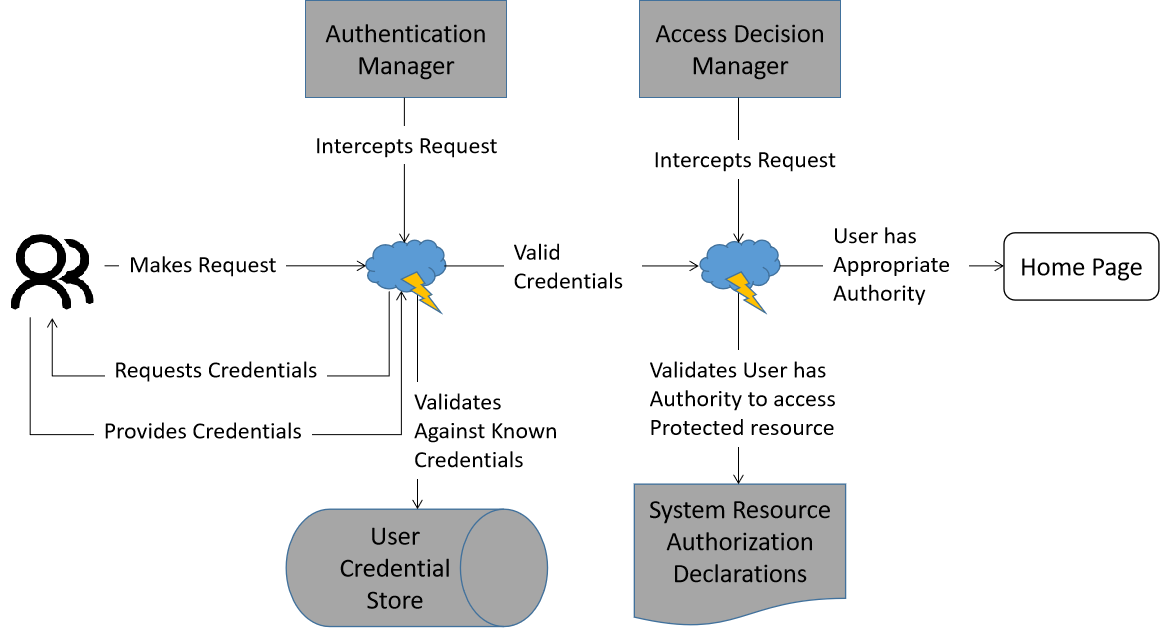 Authentication
Manager
Access Decision
Manager
Intercepts Request
Intercepts Request
Makes Request
Valid
Credentials
User has
Appropriate
Authority
Home Page
Requests Credentials
Provides Credentials
Validates
Against Known
Credentials
Validates User has
Authority to access
Protected resource
User
Credential
Store
System Resource
Authorization
Declarations